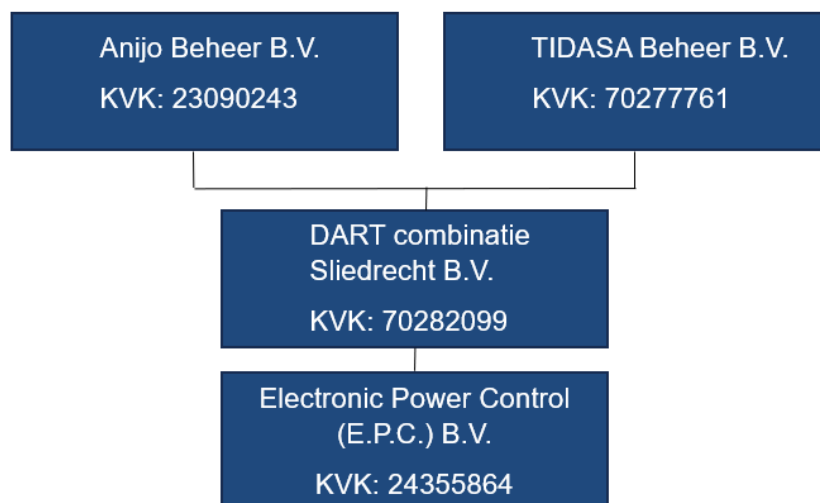 Anijo Beheer B.V.
KVK: 23090243
TIDASA Beheer B.V.
KVK: 70277761
DART combinatie
Sliedrecht B.V.
KVK: 70282099
Electronic Power Control
(E.P.C.) B.V.
KVK: 24355864